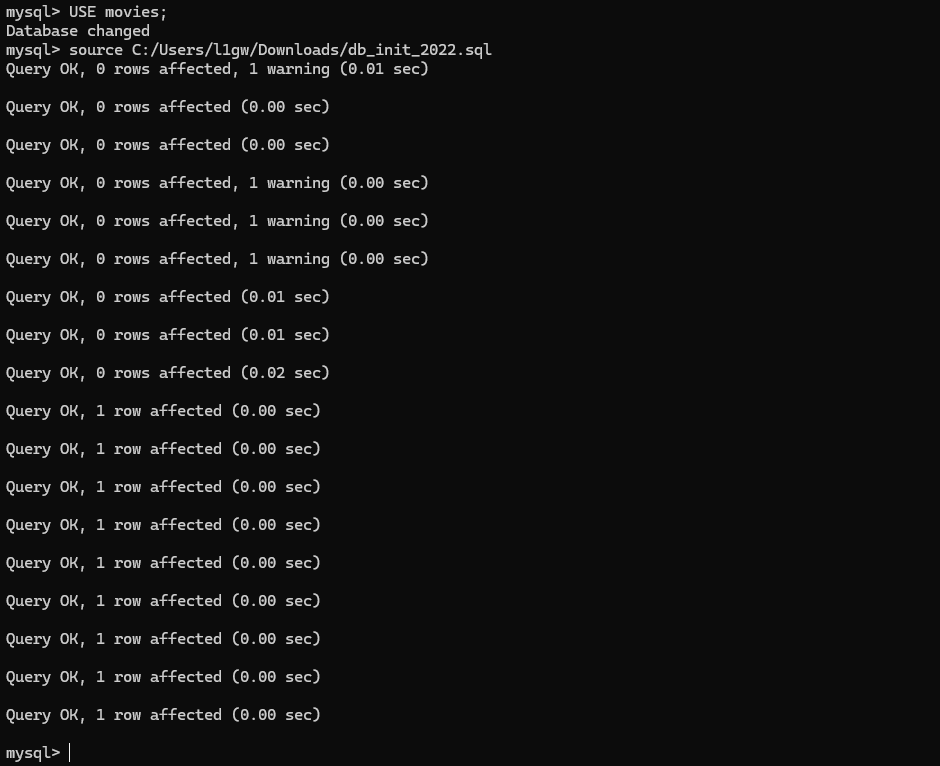 mysql> USE movies;
Database changed
mysql> source C:/Users/l1gw/Downloads/db_init_2022.sql
Query OK, 0 rows affected, 1 warning (0.01 sec)
Query OK, 0 rows affected (0.00 sec)
Query OK, 0 rows affected (0.00 sec)
Query OK, 0 rows affected, 1 warning (0.00 sec)
Query OK, 0 rows affected, 1 warning (0.00 sec)
Query OK, 0 rows affected, 1 warning (0.00 sec)
Query OK, 0 rows affected (0.01 sec)
Query OK, 0 rows affected (0.01 sec)
Query OK, 0 rows affected (0.02 sec)
Query OK, 1 row affected (0.00 sec)
Query OK, 1 row affected (0.00 sec)
Query OK, 1 row affected (0.00 sec)
Query OK, 1 row affected (0.00 sec)
Query OK, 1 row affected (0.00 sec)
Query OK, 1 row affected (0.00 sec)
Query OK, 1 row affected (0.00 sec)
Query OK, 1 row affected (0.00 sec)
Query OK, 1 row affected (0.00 sec)
mysql>